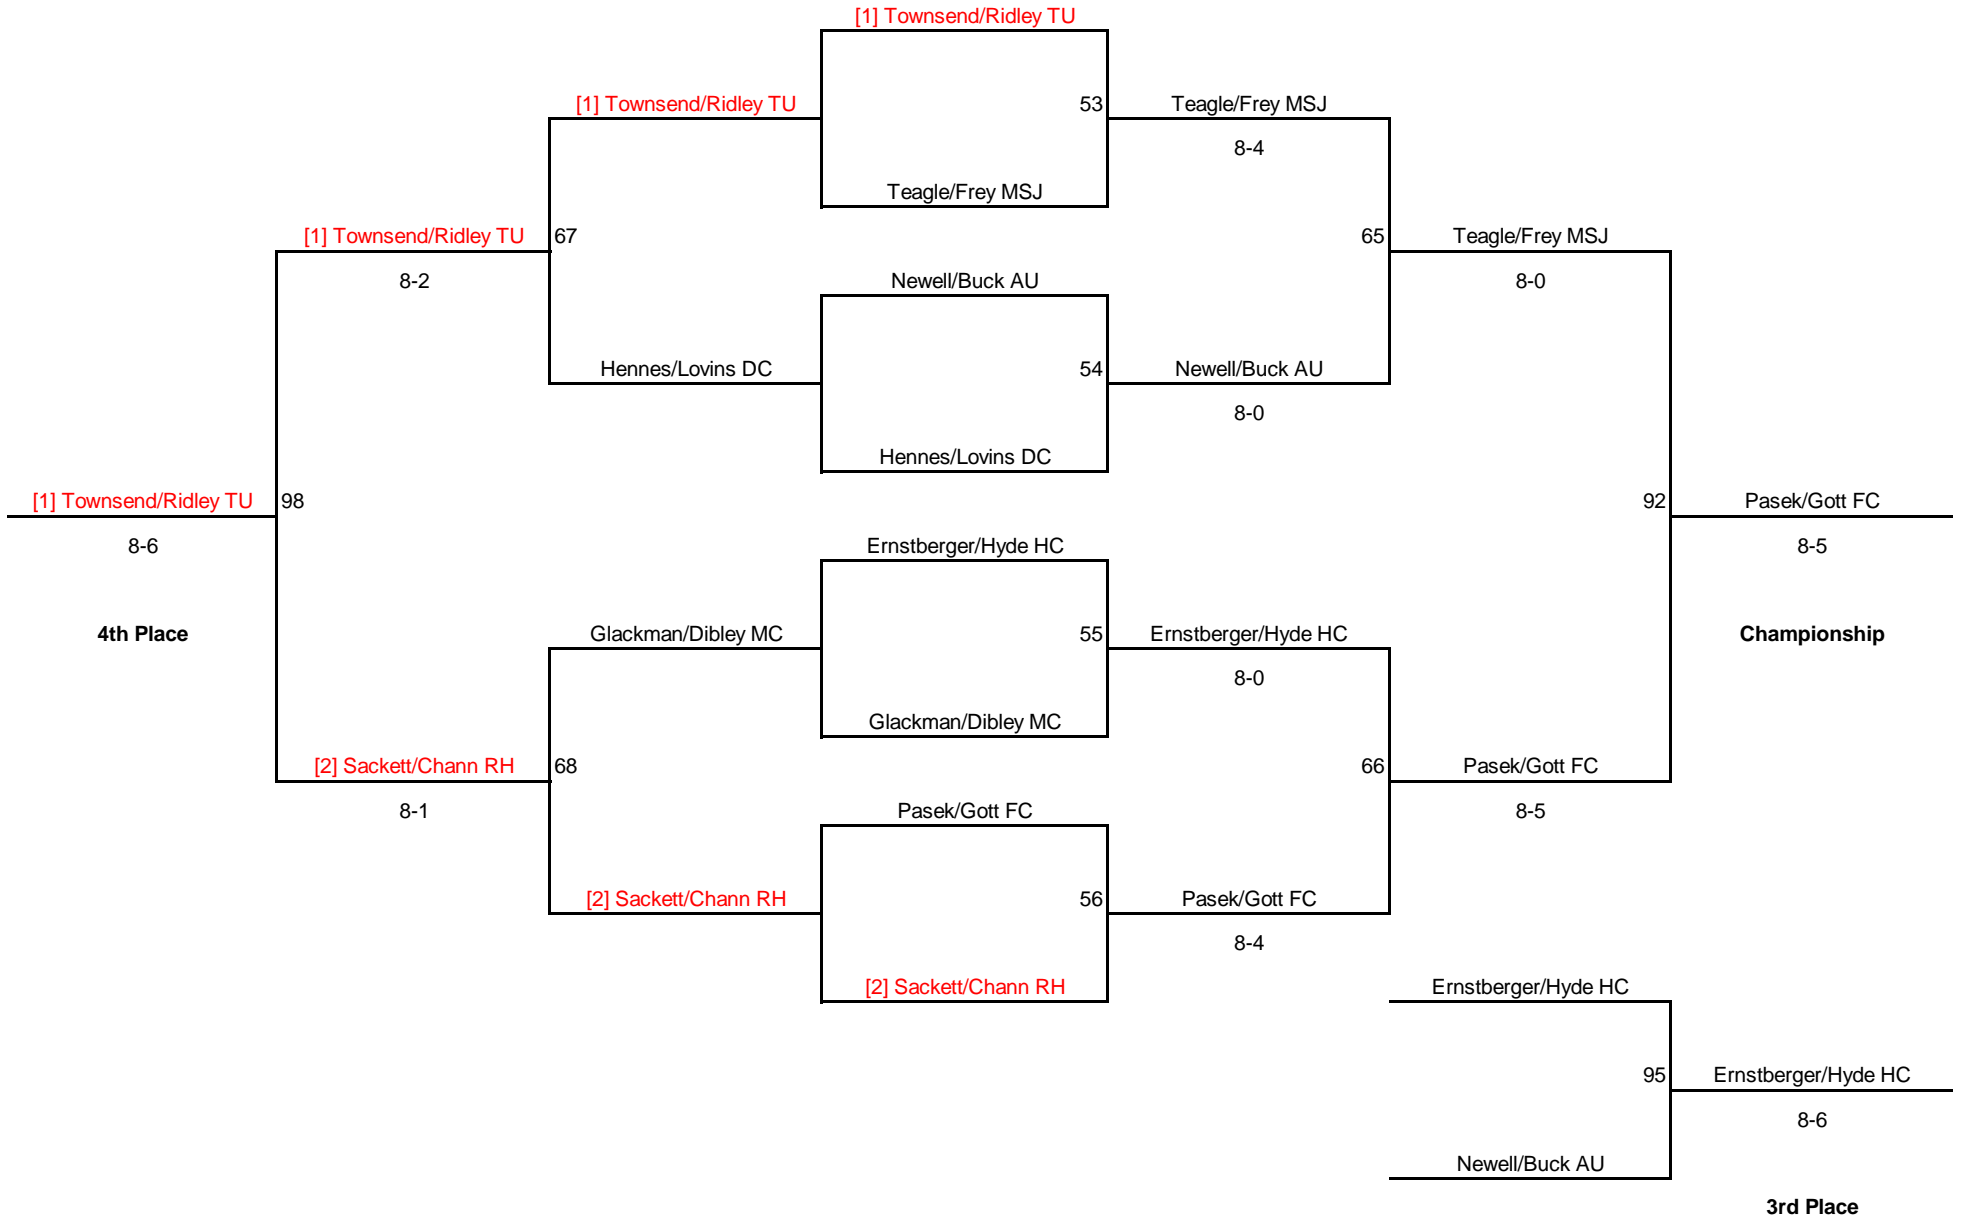 [1] Townsend/Ridley TU
[1] Townsend/Ridley TU
53
Teagle/Frey MSJ
8-4
Teagle/Frey MSJ
[1] Townsend/Ridley TU
67
65
Teagle/Frey MSJ
8-2
Newell/Buck AU
8-0
Hennes/Lovins DC
54
Newell/Buck AU
8-0
Hennes/Lovins DC
[1] Townsend/Ridley TU
98
92
Pasek/Gott FC
8-6
Ernstberger/Hyde HC
8-5
4th Place
Glackman/Dibley MC
55
Ernstberger/Hyde HC
Championship
8-0
Glackman/Dibley MC
[2] Sackett/Chann RH
68
66
Pasek/Gott FC
8-1
Pasek/Gott FC
8-5
[2] Sackett/Chann RH
56
Pasek/Gott FC
8-4
[2] Sackett/Chann RH
Ernstberger/Hyde HC
95
Ernstberger/Hyde HC
8-6
Newell/Buck AU
3rd Place